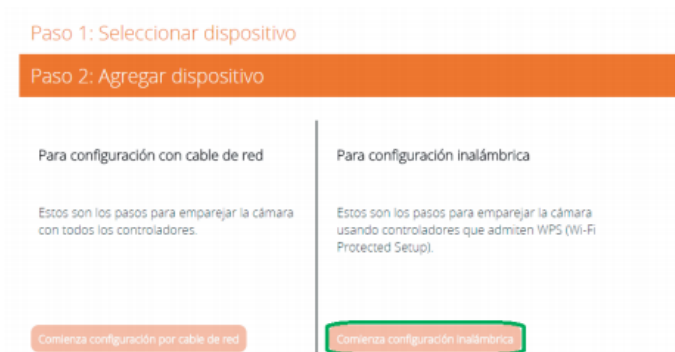 Paso 1: Seleccionar dispositivo
Paso 2: Agregar dispositivo
Para configuración con cable de red
Estos son los pasos para emparejar la cámara
con todos los controladores.
Comienza configuración por cable de red
Para configuración inalámbrica
Estos son los pasos para emparejar la cámara
usando controladores que admiten WPS (Wi-Fi
Protected Setup).
Comienza configuración inalámbrica